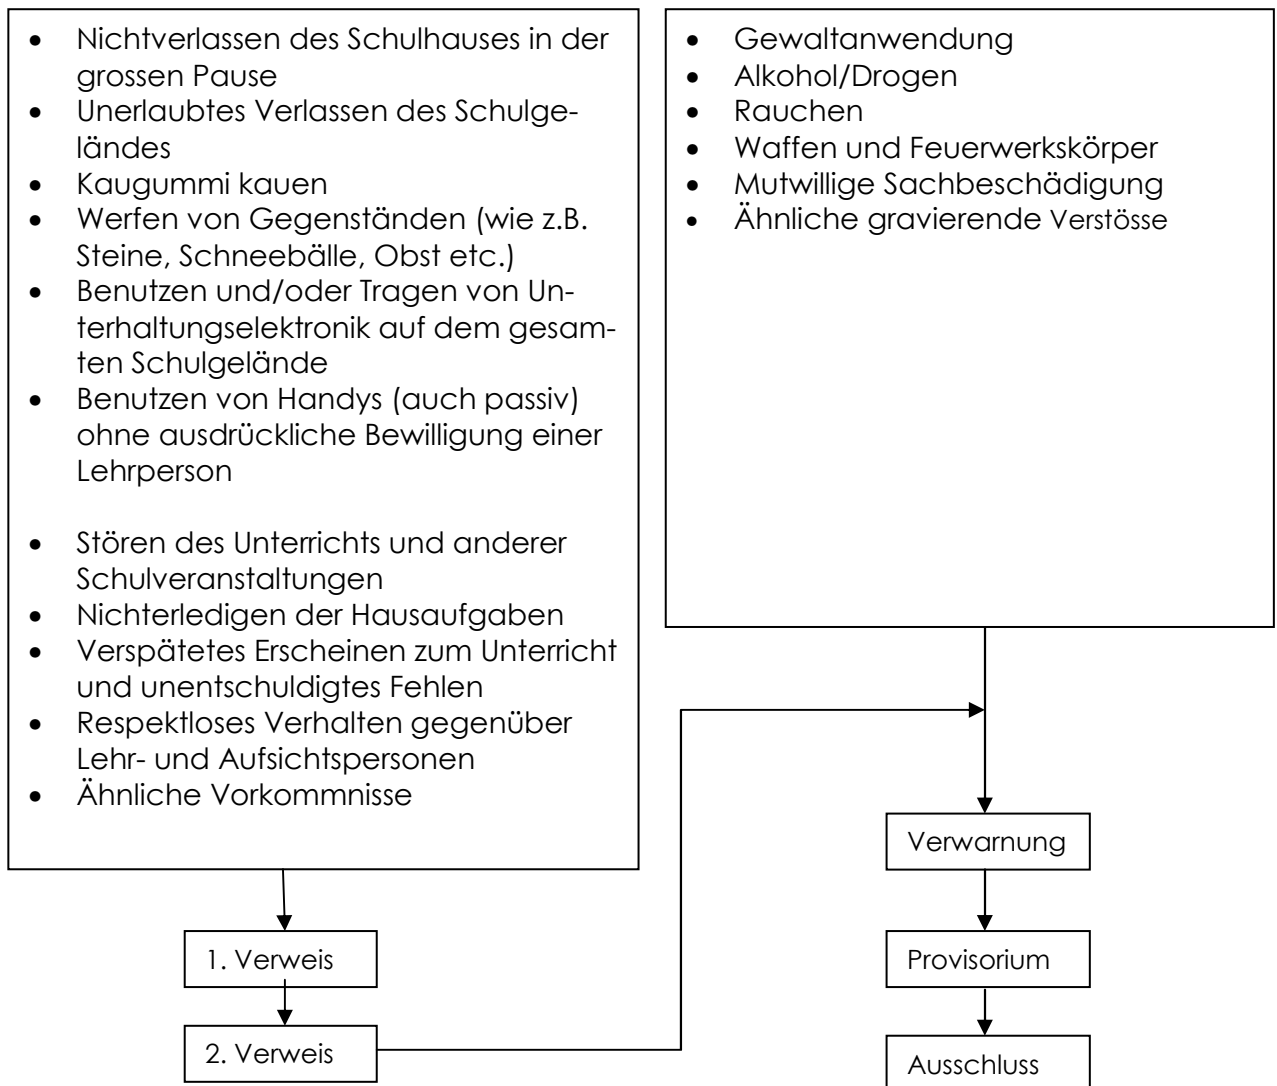 • Nichtverlassen des Schulhauses in der
grossen Pause
• Unerlaubtes Verlassen des Schulge-
ländes
• Kaugummi kauen
• Werfen von Gegenständen (wie z.B.
Steine, Schneebälle, Obst etc.)
• Benutzen und/oder Tragen von Un-
terhaltungselektronik auf dem gesam-
ten Schulgelände
• Benutzen von Handys (auch passiv)
ohne ausdrückliche Bewilligung einer
Lehrperson
• Stören des Unterrichts und anderer
Schulveranstaltungen
• Nichterledigen der Hausaufgaben
• Verspätetes Erscheinen zum Unterricht
und unentschuldigtes Fehlen
• Respektloses Verhalten gegenüber
Lehr- und Aufsichtspersonen
• Ähnliche Vorkommnisse
1. Verweis
2. Verweis
• Gewaltanwendung
• Alkohol/Drogen
• Rauchen
• Waffen und Feuerwerkskörper
• Mutwillige Sachbeschädigung
• Ähnliche gravierende Verstösse
Verwarnung
Provisorium
Ausschluss